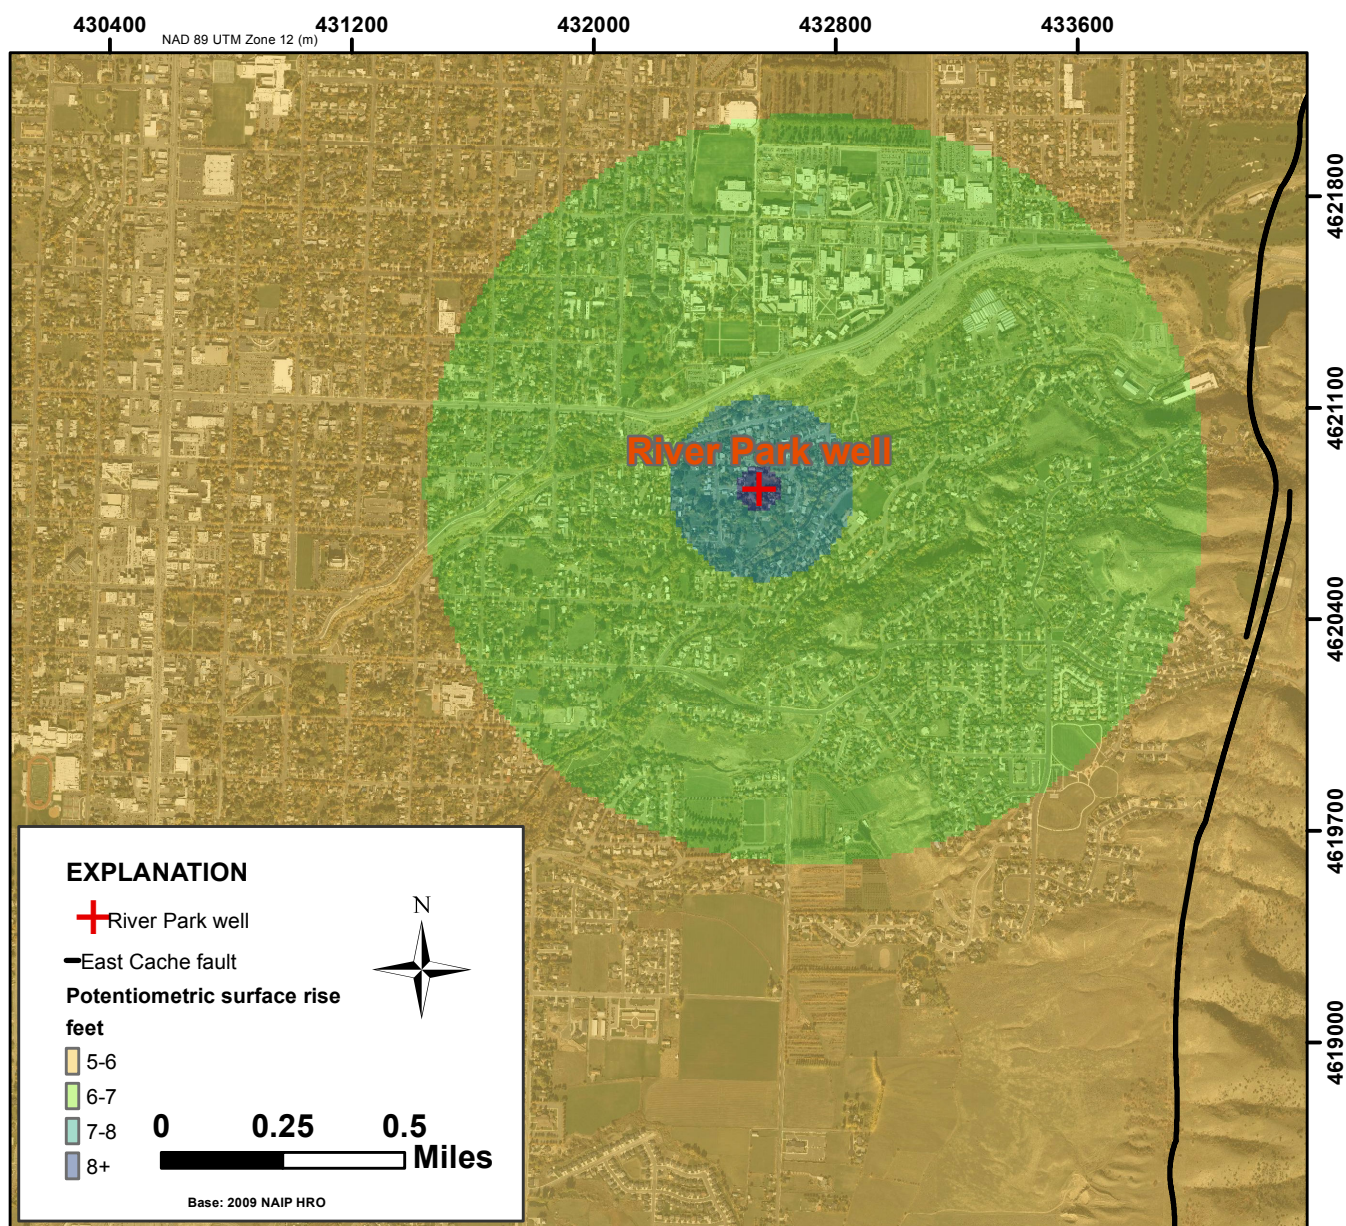 430400 431200 432000 432800 433600
NAD 89 UTM Zone 12 (m)
4621800
4621100
River Park well
4620400
4619700
4619000
EXPLANATION
N
River Park well
East Cache fault
Potentiometric surface rise
feet
5-6
6-7
7-8
8+
0 0.25 0.5
Miles
Base: 2009 NAIP HRO